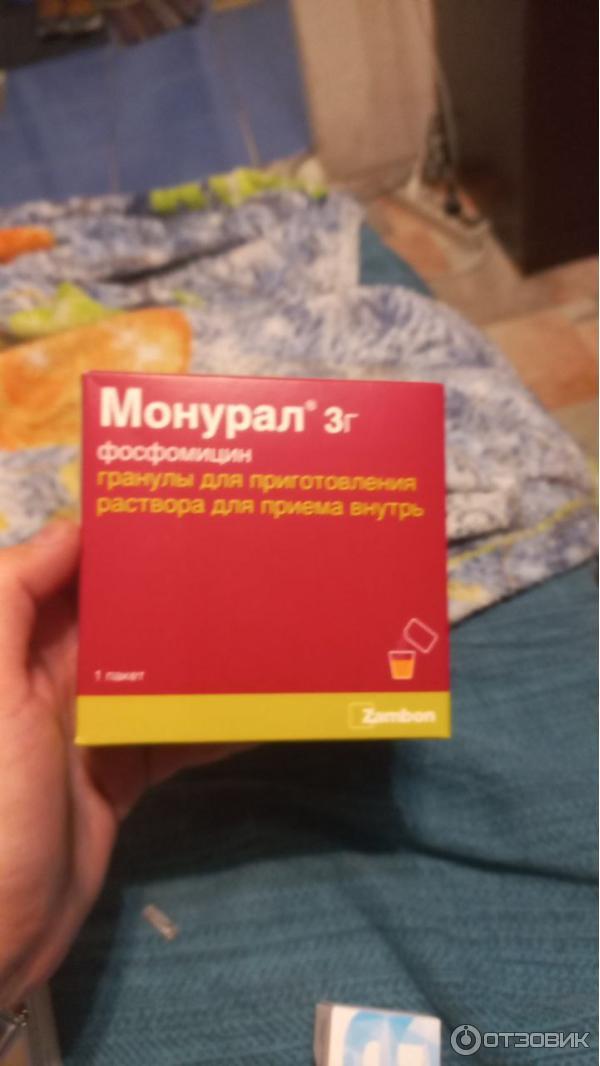 Монурал® 3г
фосфомицин
гранулы для приготовления
раствора для приема внутрь
1 пакет
Zambon
ОТЗОВИК